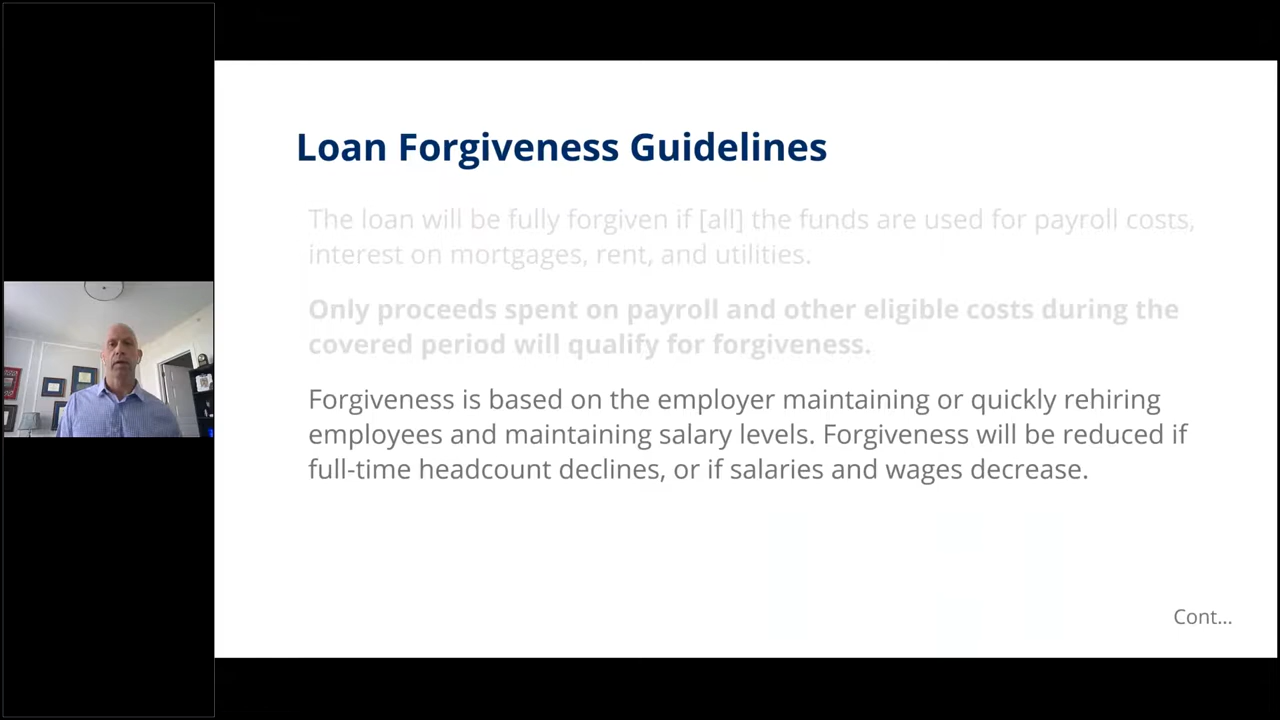 Loan Forgiveness Guidelines
The loan will be fully forgiven if [all] the funds are used for payroll costs,
interest on mortgages, rent, and utilities.
Only proceeds spent on payroll and other eligible costs during the
covered period will qualify for forgiveness.
Forgiveness is based on the employer maintaining or quickly rehiring
employees and maintaining salary levels. Forgiveness will be reduced if
full-time headcount declines, or if salaries and wages decrease.
Cont...